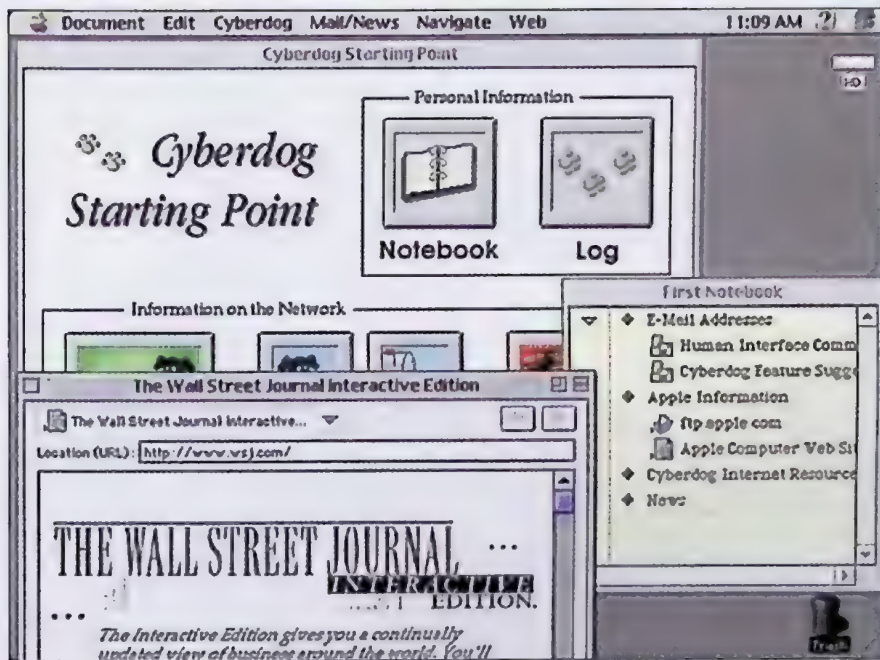 Document Edit Cyberdog Mail/News Navigate Web 11:09 AM
Cyberdog Starting Point
Cyberdog
Starting Point
Personal Information
Notebook Log
Information on the Network
HD
First Notebook
E-Mail Addresses
Human Interface Comm
Cyberdog Feature Sugge
Apple Information
ftp.apple.com
Apple Computer Web Si
Cyberdog Internet Resource
News
The Wall Street Journal Interactive Edition
The Wall Street Journal Interactive...
Location (URL): http://www.wsj.com/
THE WALL STREET JOURNAL ...
INTERACTIVE
... EDITION.
The Interactive Edition gives you a continually
updated view of business around the world. You'll
Trash